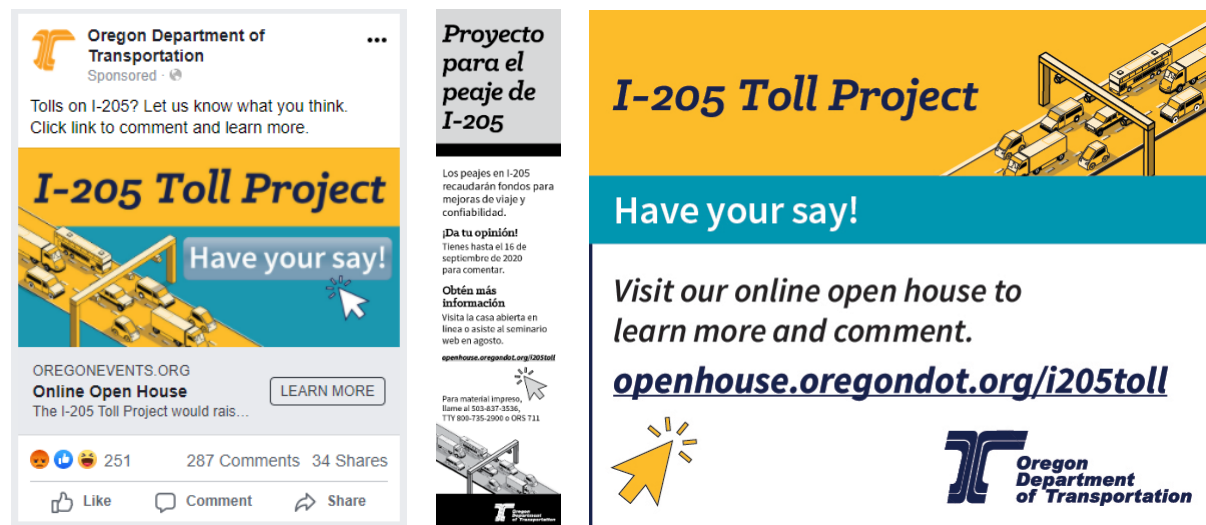 Oregon Department of
Transportation
Sponsored ·
Tolls on I-205? Let us know what you think.
Click link to comment and learn more.
I-205 Toll Project
Have your say!
OREGONEVENTS.ORG
Online Open House
LEARN MORE
The I-205 Toll Project would rais...
251
287 Comments
34 Shares
Like
Comment
Share
Proyecto
para el
peaje de
I-205
Los peajes en I-205
recaudarán fondos para
mejoras de viaje y
confiabilidad.
¡Da tu opinión!
Tienes hasta el 16 de
septiembre de 2020
para comentar.
Obtén más
información
Visita la casa abierta en
línea o asiste al seminario
web en agosto.
openhouse.oregondot.org/i205toll
Para material impreso,
llame al 503-837-3536,
TTY 800-735-2900 o ORS 711
Oregon
Department
of Transportation
I-205 Toll Project
Have your say!
Visit our online open house to
learn more and comment.
openhouse.oregondot.org/i205toll
Oregon
Department
of Transportation